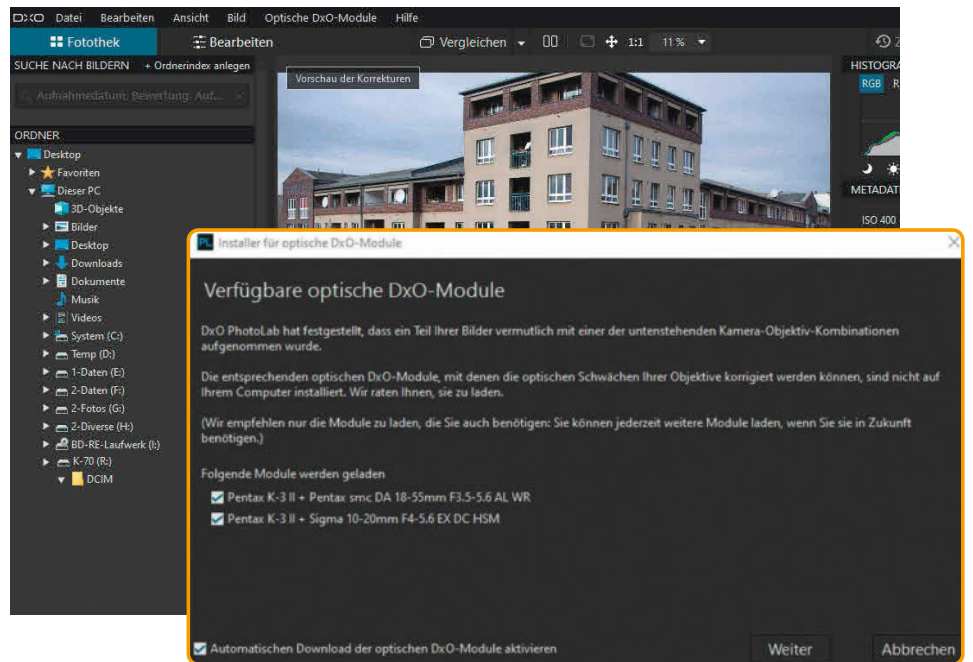 DXO Datei Bearbeiten Ansicht Bild Optische DxO-Module Hilfe
Fotothek Bearbeiten Vergleichen 1:1 11 %
SUCHE NACH BILDERN + Ordnerindex anlegen
Vorschau der Korrekturen
HISTOGRA
RGB R
Aufnahmedatum, Bewertung, Auf...
ORDNER
Desktop
Favoriten
Dieser PC
3D-Objekte
Bilder
Desktop
Downloads
Dokumente
Musik
Videos
System (C:)
Temp (D:)
1-Daten (E:)
2-Daten (F:)
2-Fotos (G:)
2-Diverse (H:)
BD-RE-Laufwerk (I:)
K-70 (R:)
DCIM
METADAT
ISO 400
PL Installer für optische DxO-Module
Verfügbare optische DxO-Module
DxO PhotoLab hat festgestellt, dass ein Teil Ihrer Bilder vermutlich mit einer der untenstehenden Kamera-Objektiv-Kombinationen
aufgenommen wurde.
Die entsprechenden optischen DxO-Module, mit denen die optischen Schwächen Ihrer Objektive korrigiert werden können, sind nicht auf
Ihrem Computer installiert. Wir raten Ihnen, sie zu laden.
(Wir empfehlen nur die Module zu laden, die Sie auch benötigen: Sie können jederzeit weitere Module laden, wenn Sie sie in Zukunft
benötigen.)
Folgende Module werden geladen
Pentax K-3 II + Pentax smc DA 18-55mm F3.5-5.6 AL WR
Pentax K-3 II + Sigma 10-20mm F4-5.6 EX DC HSM
Automatischen Download der optischen DxO-Module aktivieren
Weiter Abbrechen